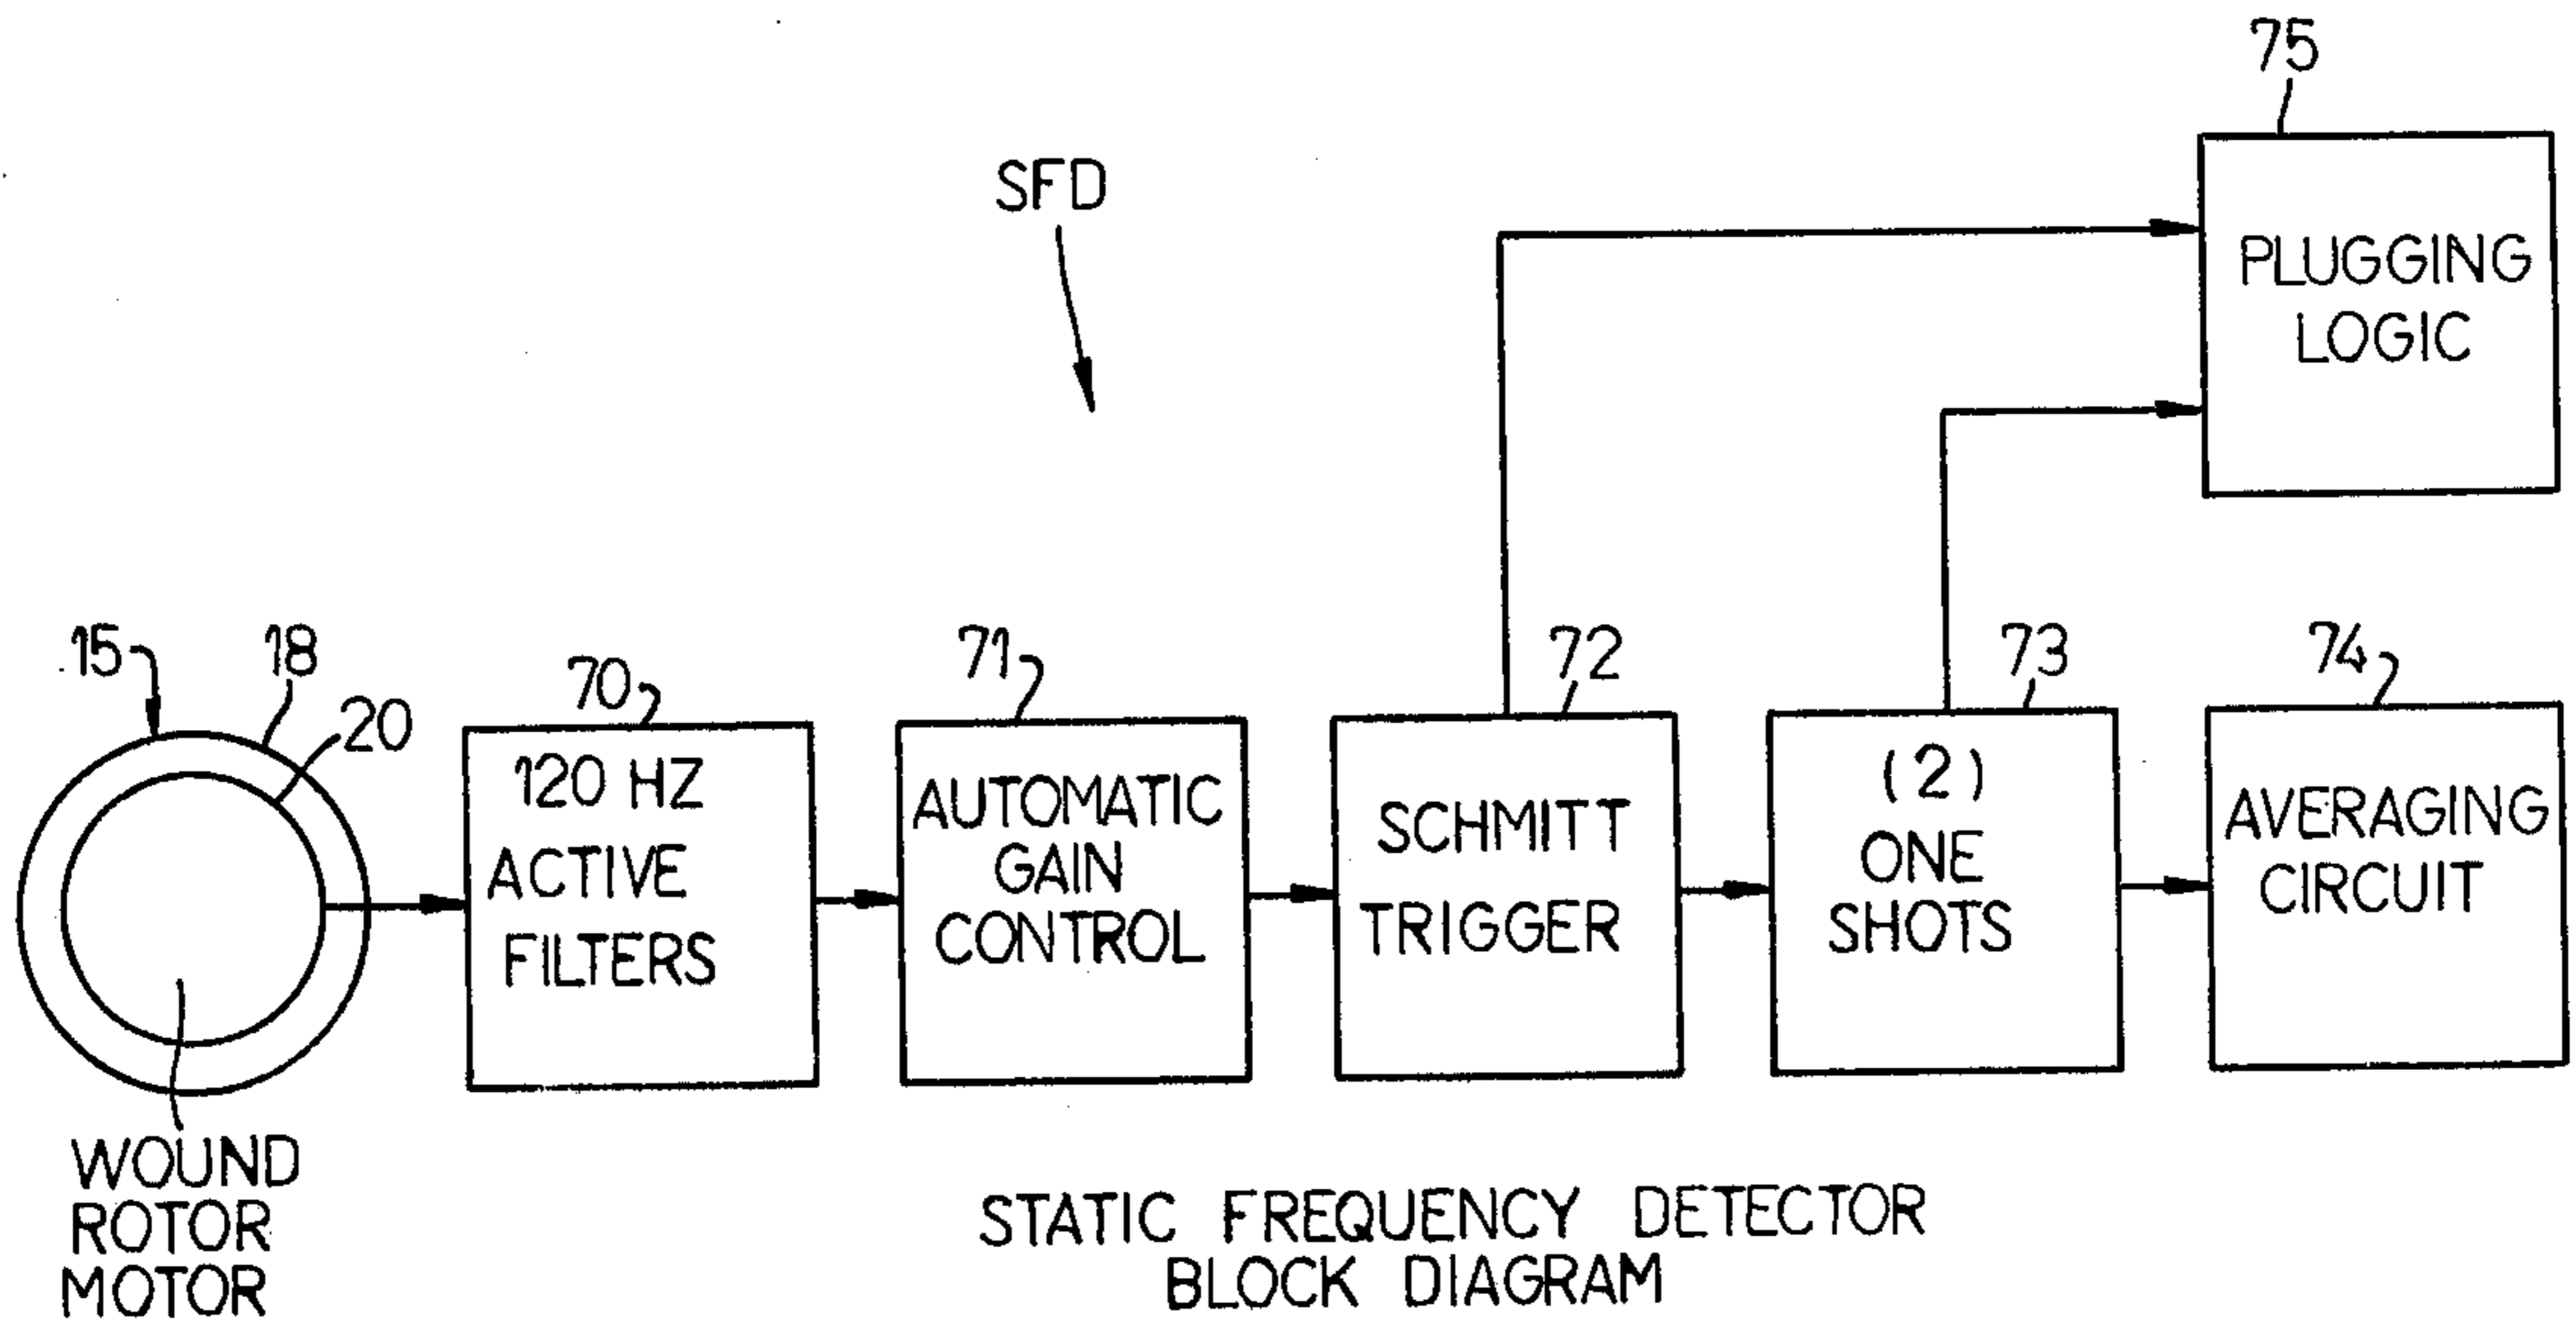 75
SFD
PLUGGING
LOGIC
15
18
20
70
71
72
73
74
120 HZ
ACTIVE
FILTERS
AUTOMATIC
GAIN
CONTROL
SCHMITT
TRIGGER
(2)
ONE
SHOTS
AVERAGING
CIRCUIT
WOUND
ROTOR
MOTOR
STATIC FREQUENCY DETECTOR
BLOCK DIAGRAM